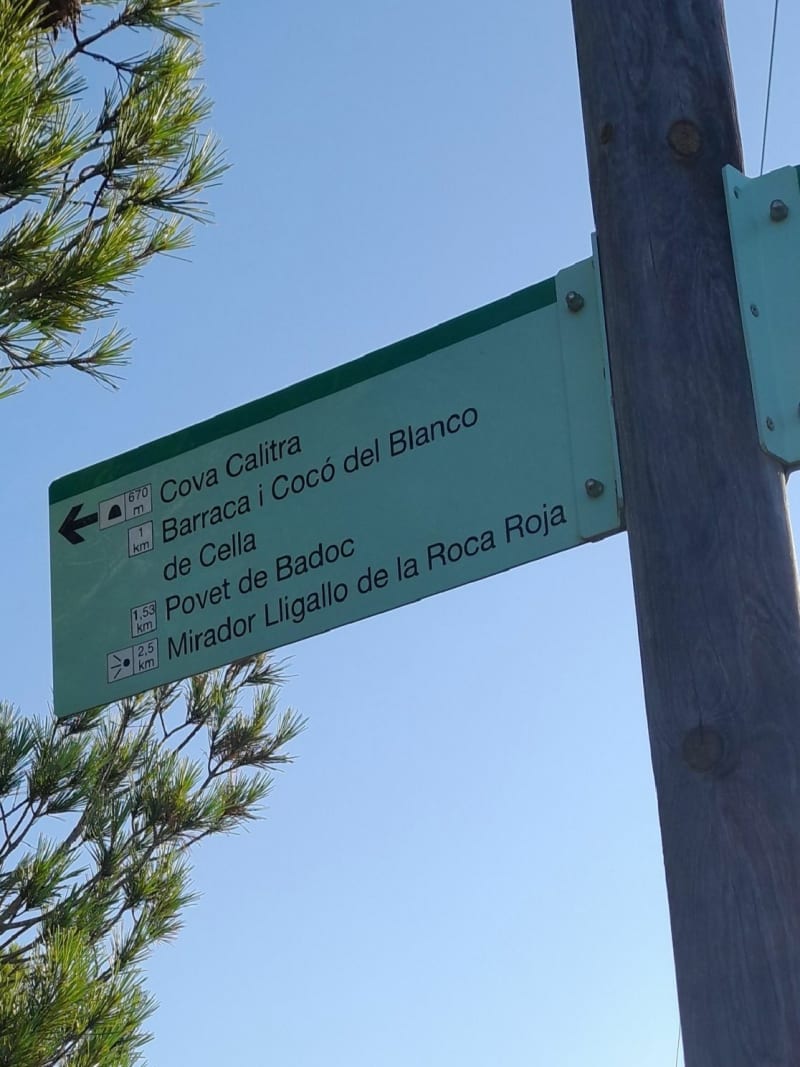 670 m Cova Calitra
1 km Barraca i Cocó del Blanco
de Cella
1,53 km Povet de Badoc
2,5 km Mirador Lligallo de la Roca Roja